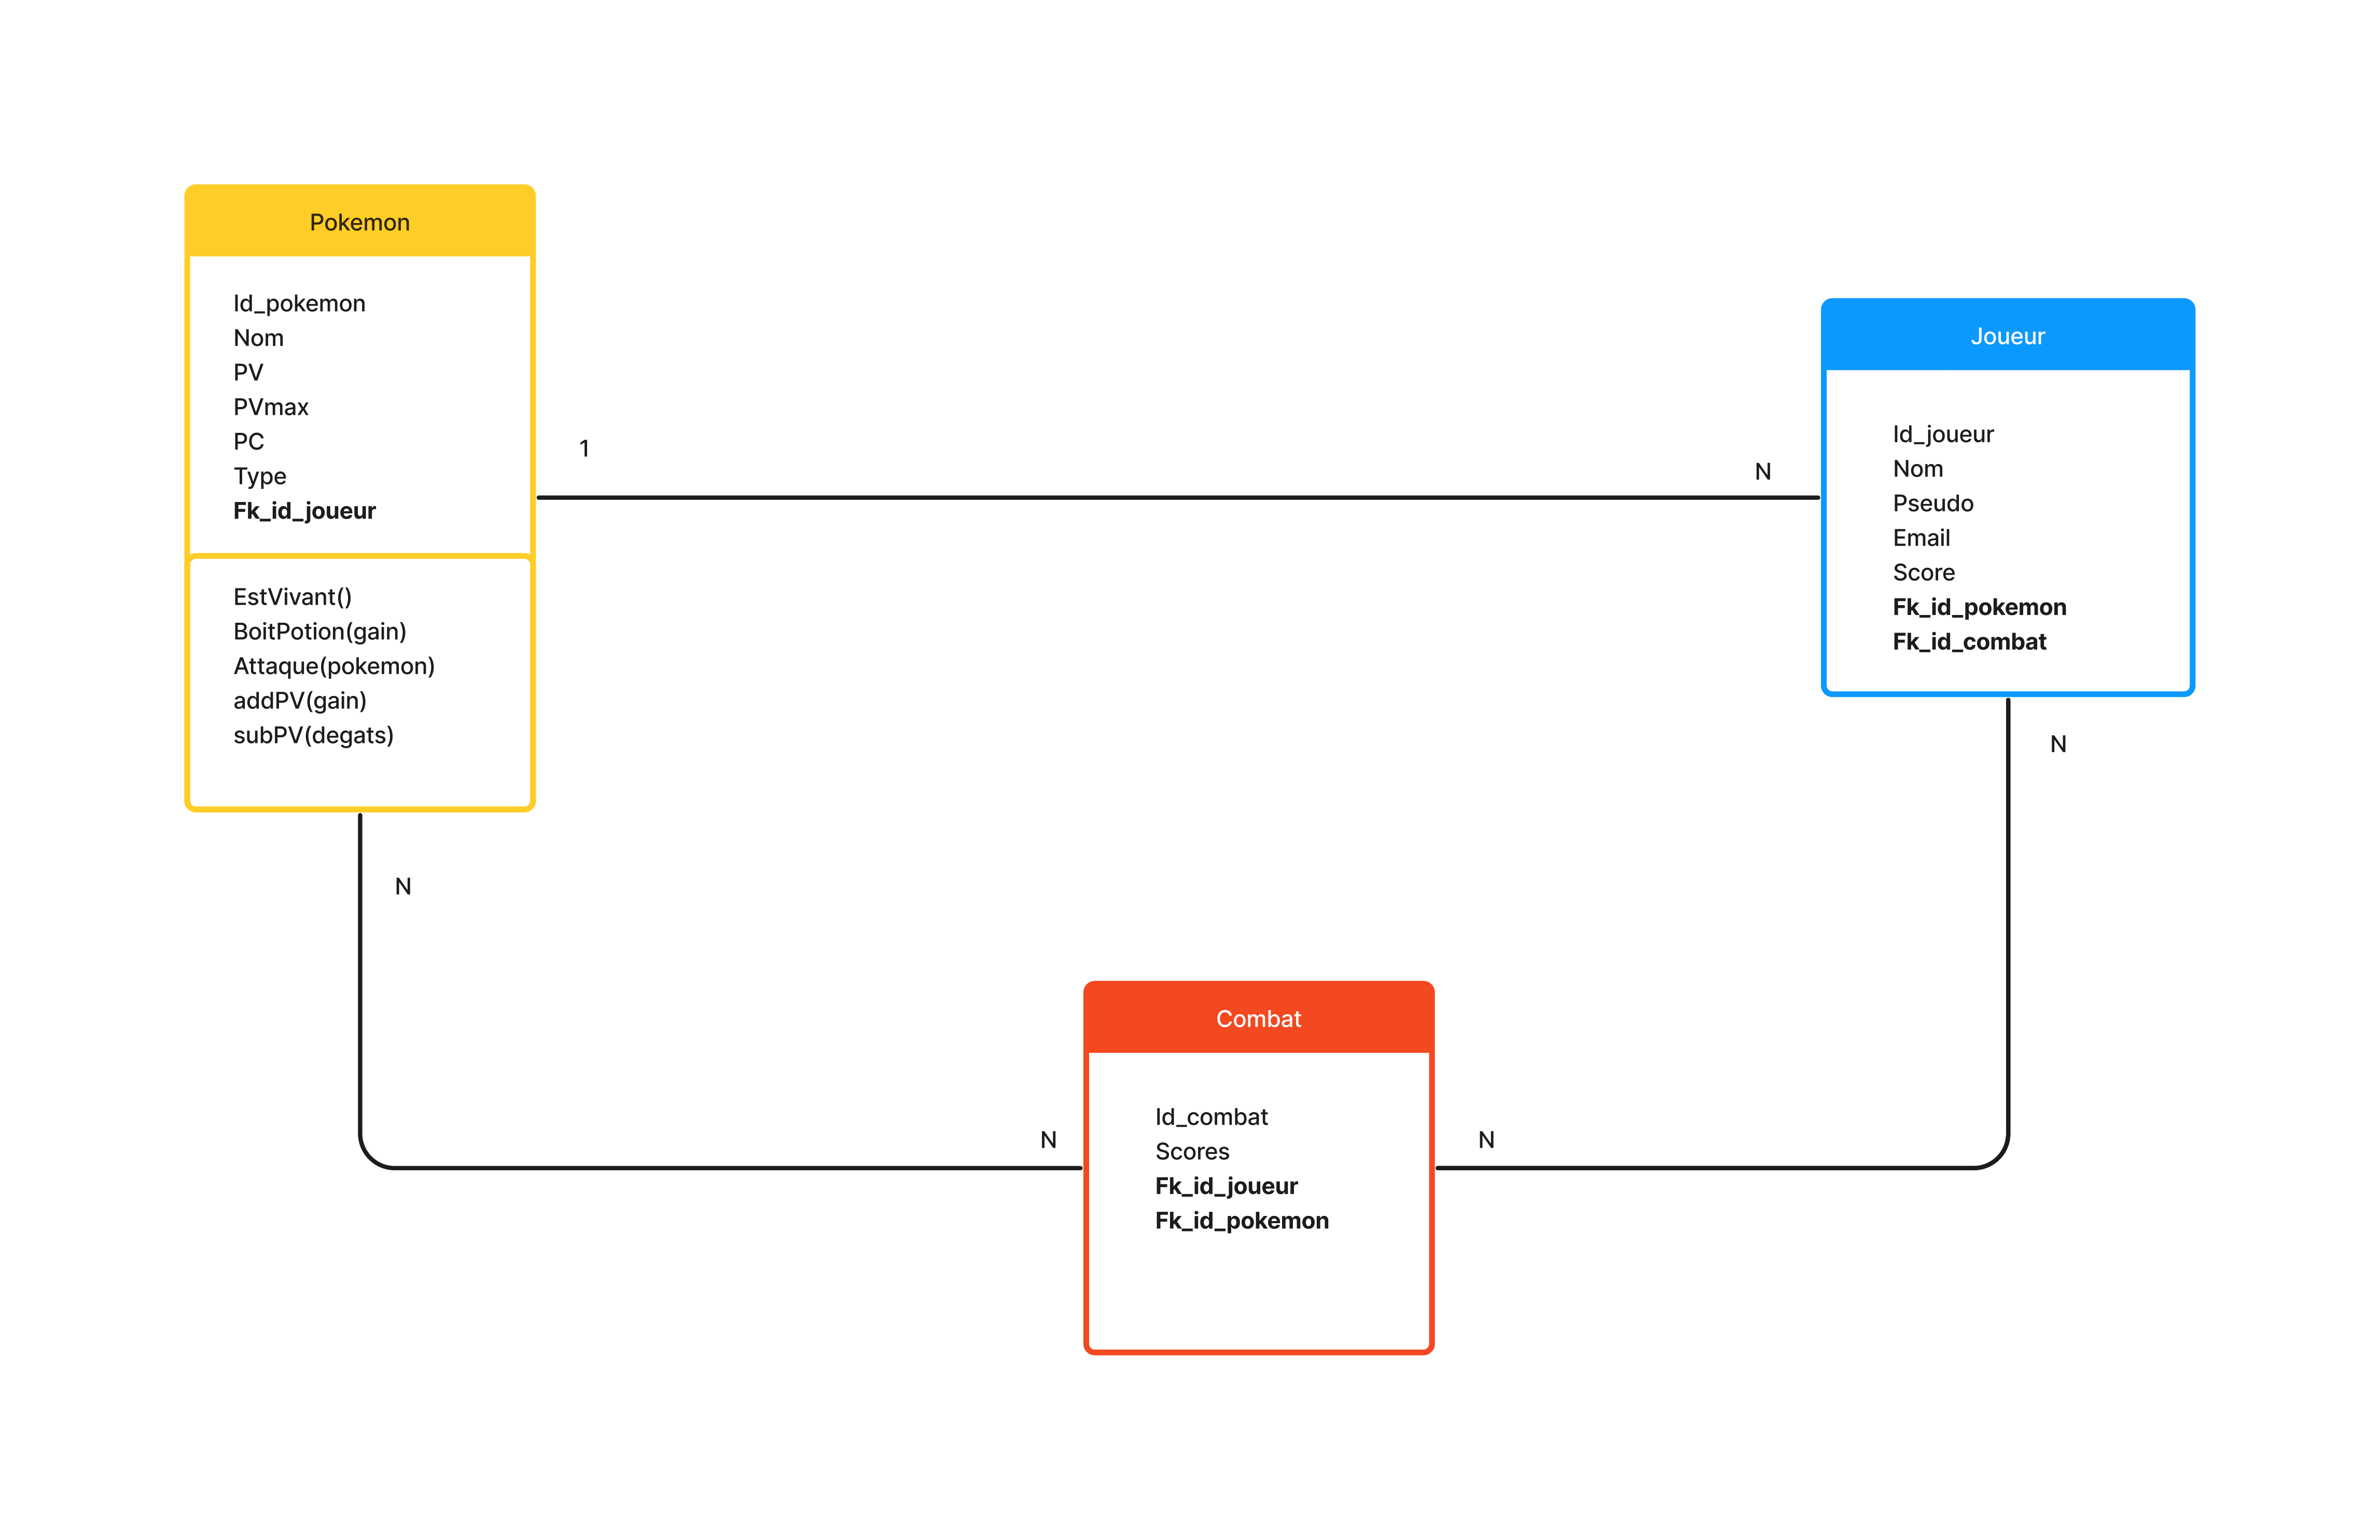 Pokemon
Id_pokemon
Nom
PV
PVmax
PC
Type
Fk_id_joueur
EstVivant()
BoitPotion(gain)
Attaque(pokemon)
addPV(gain)
subPV(degats)
1
N
Joueur
Id_joueur
Nom
Pseudo
Email
Score
Fk_id_pokemon
Fk_id_combat
N
N
N
Combat
Id_combat
Scores
Fk_id_joueur
Fk_id_pokemon
N